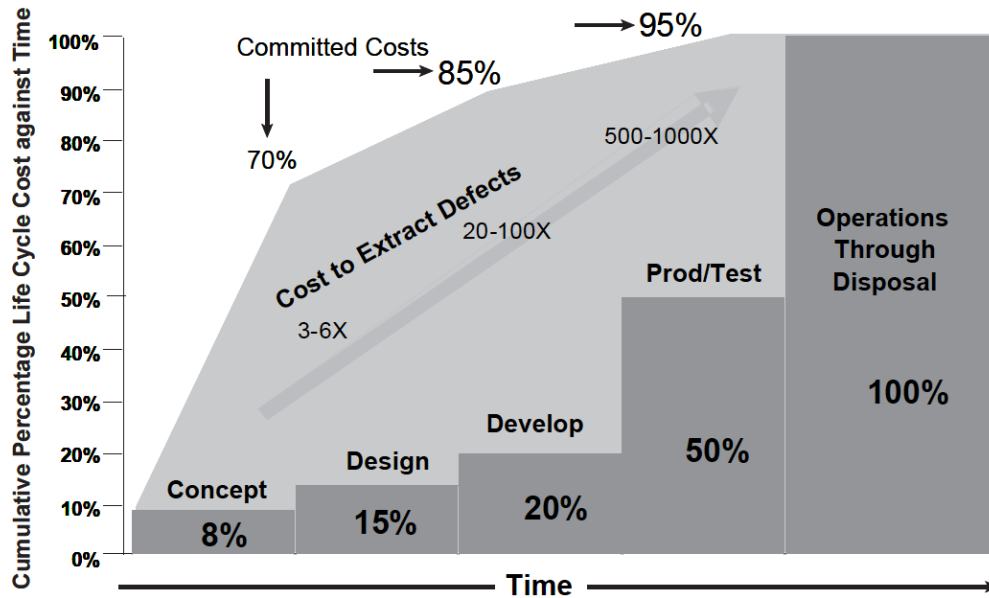 Cumulative Percentage Life Cycle Cost against Time
100%
90%
80%
70%
60%
50%
40%
30%
20%
10%
0%
Committed Costs
70%
85%
95%
Cost to Extract Defects
3-6X
20-100X
500-1000X
Concept
8%
Design
15%
Develop
20%
Prod/Test
50%
Operations
Through
Disposal
100%
Time